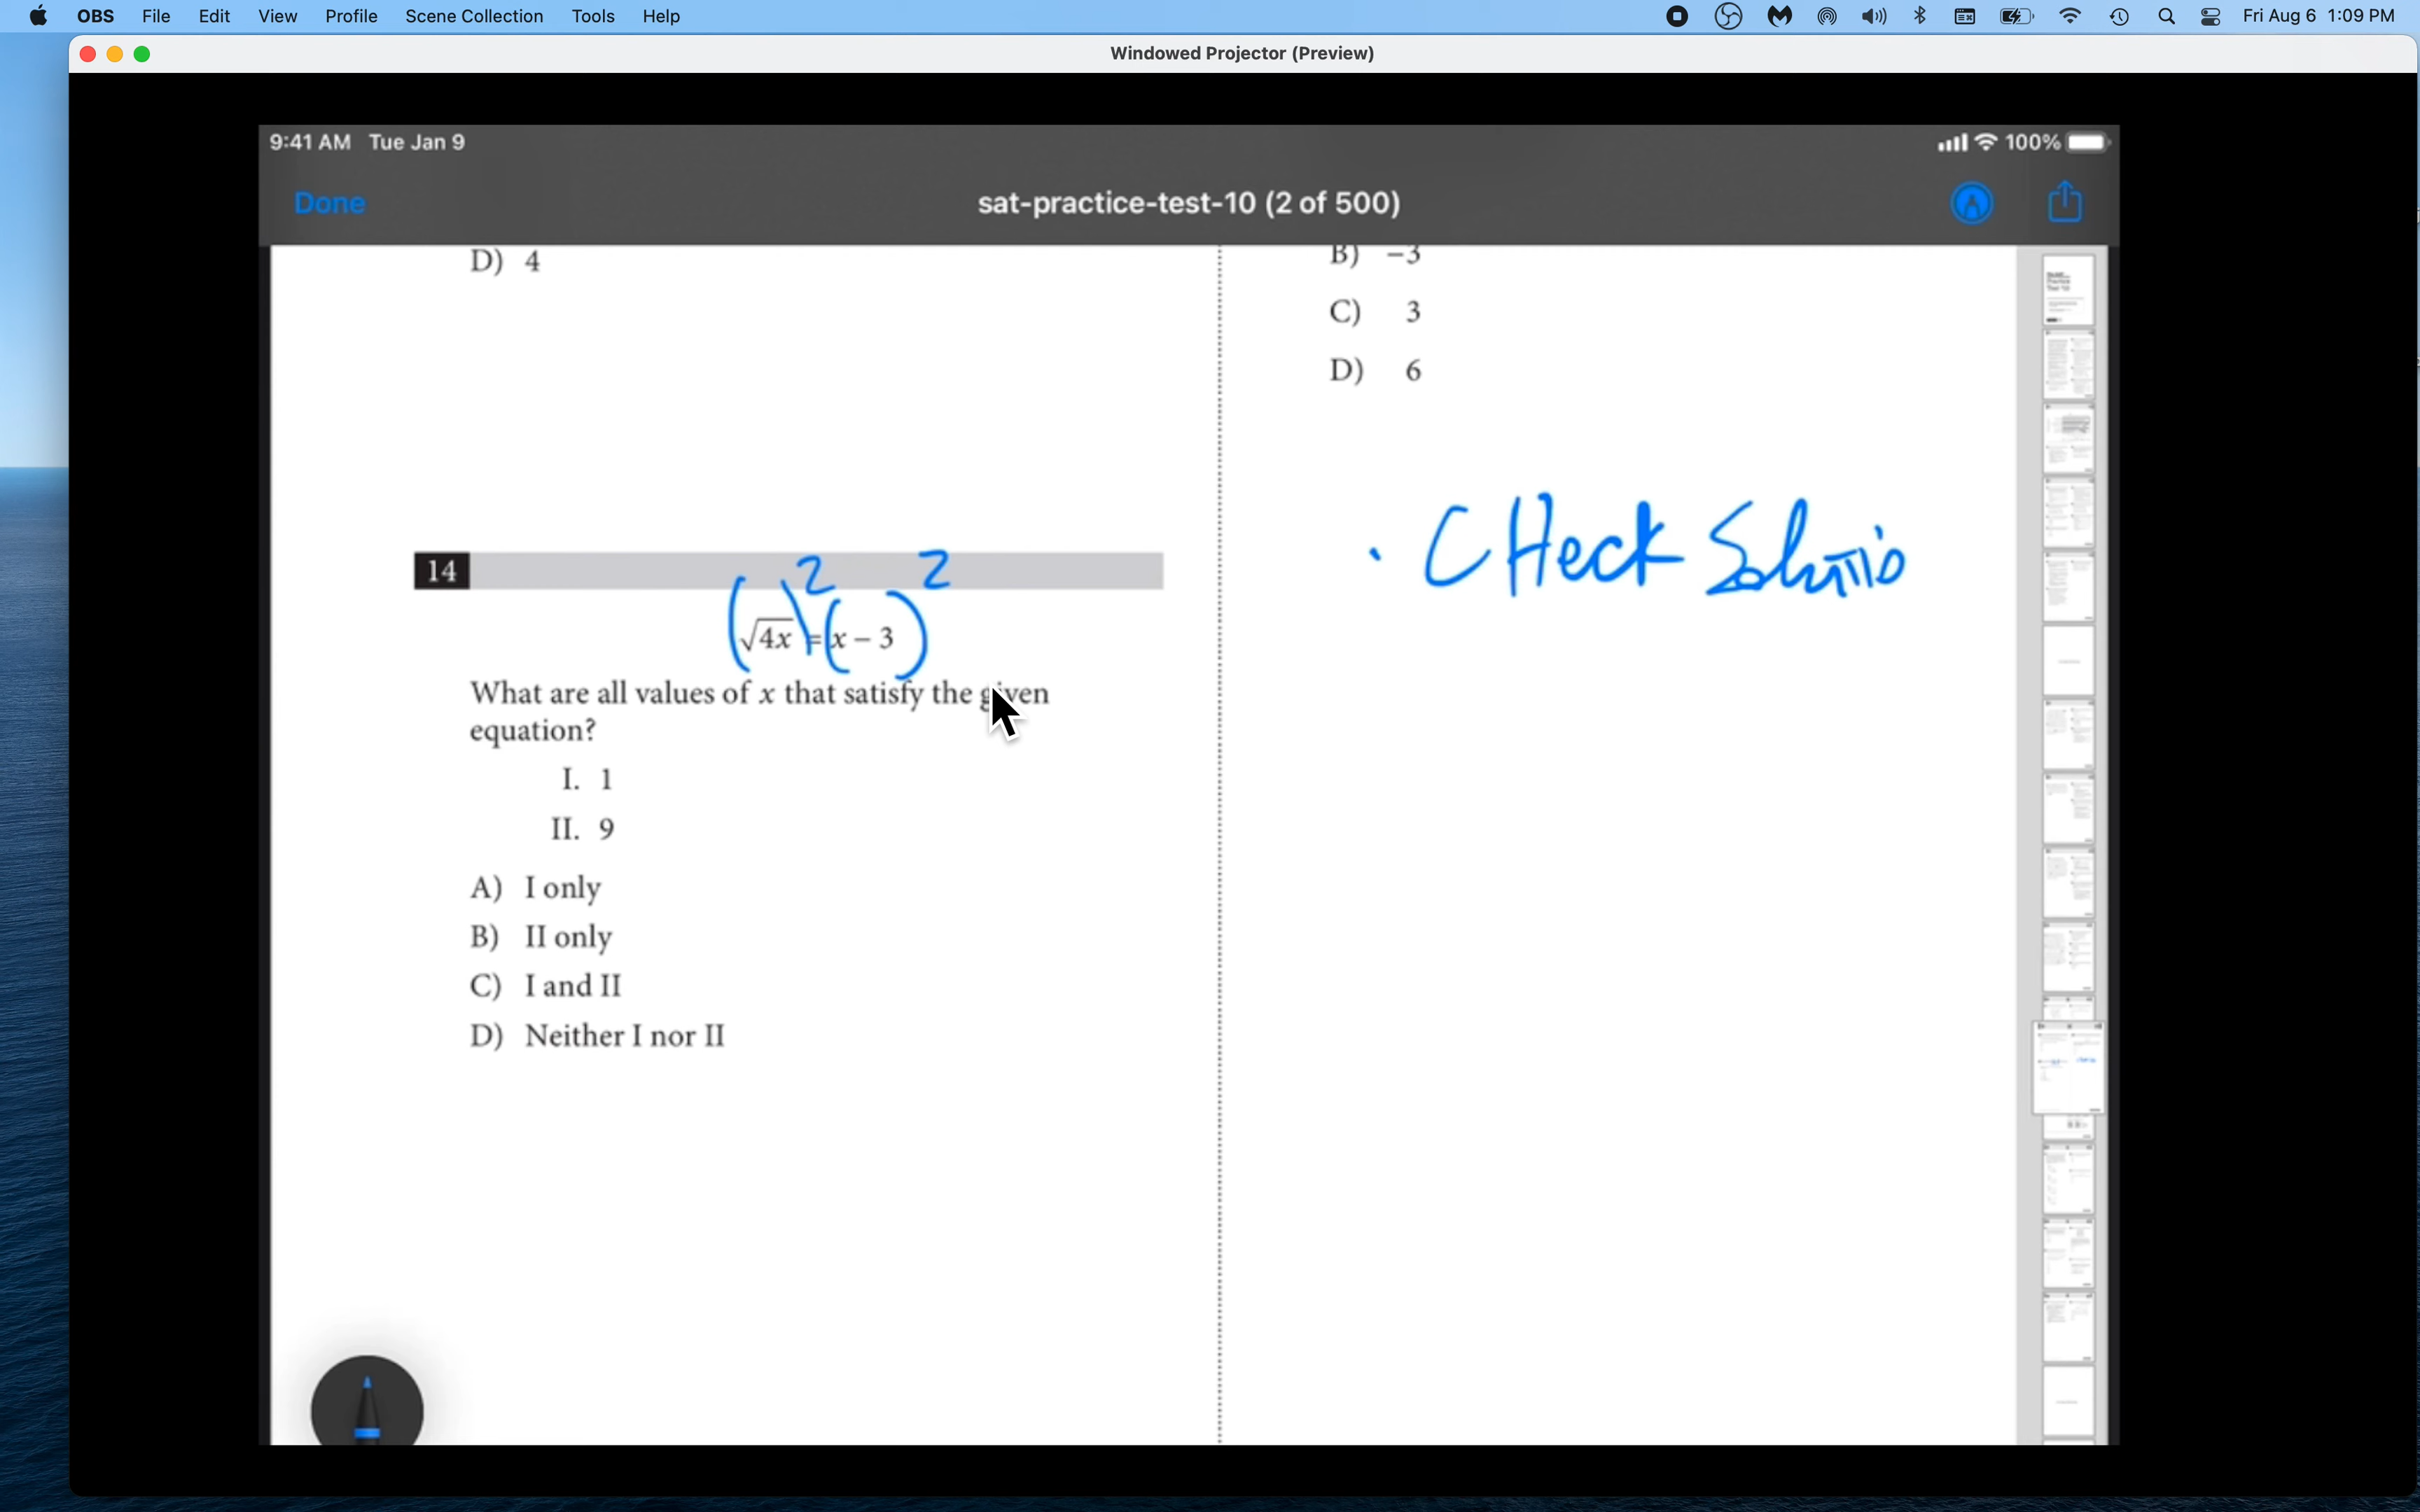 OBS File Edit View Profile Scene Collection Tools Help Fri Aug 6 1:09 PM
Windowed Projector (Preview)
9:41 AM Tue Jan 9 100%
Done sat-practice-test-10 (2 of 500)
D) 4
B) −3
C) 3
D) 6
CHeck
14
(√4x)² = (x − 3)²
What are all values of x that satisfy the given
equation?
I. 1
II. 9
A) I only
B) II only
C) I and II
D) Neither I nor II